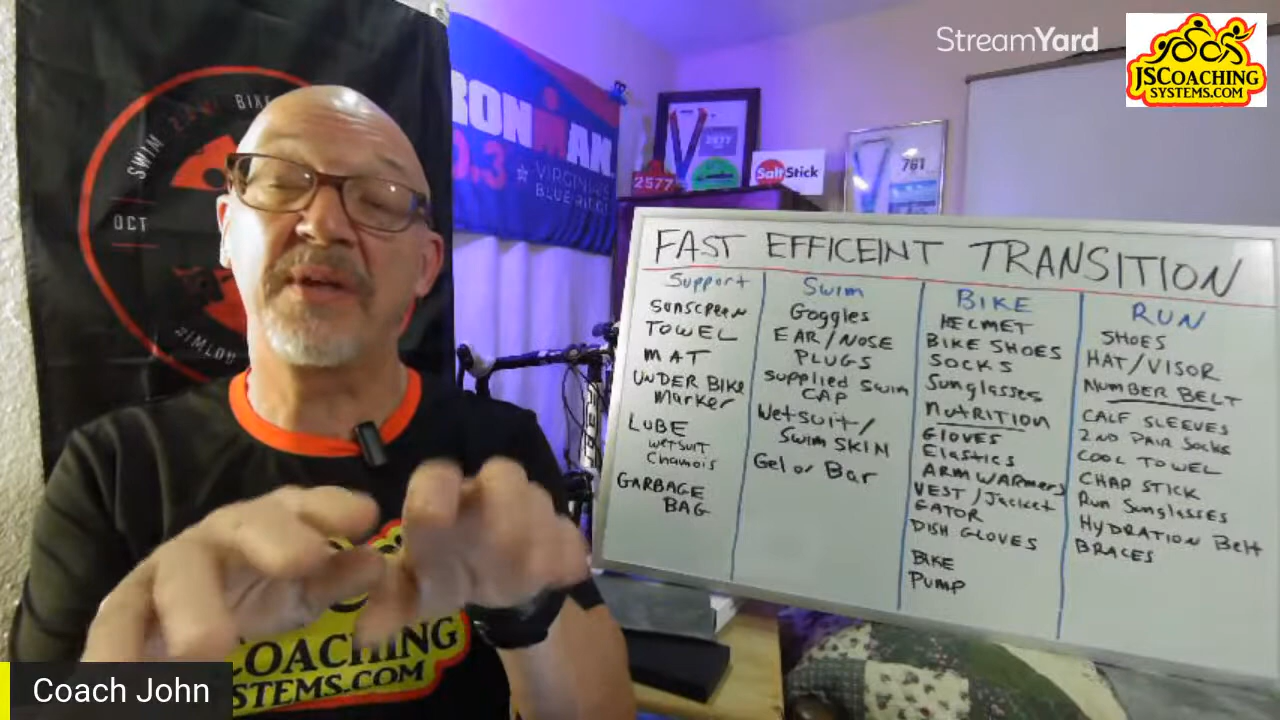 StreamYard
JSCOACHING
SYSTEMS.COM
SWIM
BIKE
OCT
IRONMAN
VIRGINIA'S
BLUE RIDGE
2577
SaltStick
781
FAST EFFICEINT TRANSITION
Support
SUNSCREEN
TOWEL
MAT
UNDER BIKE
MARKER
LUBE
WETSUIT
Chamois
GARBAGE
BAG
Swim
Goggles
EAR/NOSE
PLUGS
Supplied Swim
CAP
Wetsuit/
Swim SKIN
Gel or Bar
BIKE
HELMET
BIKE SHOES
SOCKS
Sunglasses
NUTRITION
GLOVES
Elastics
ARM WARMERS
VEST/Jacket
GATOR
DISH GLOVES
BIKE
PUMP
RUN
SHOES
HAT/VISOR
NUMBER BELT
CALF SLEEVES
2ND PAIR SOCKS
COOL TOWEL
CHAP STICK
RUN SUNGLASSES
HYDRATION Belt
BRACES
COACHING
STEMS.COM
Coach John